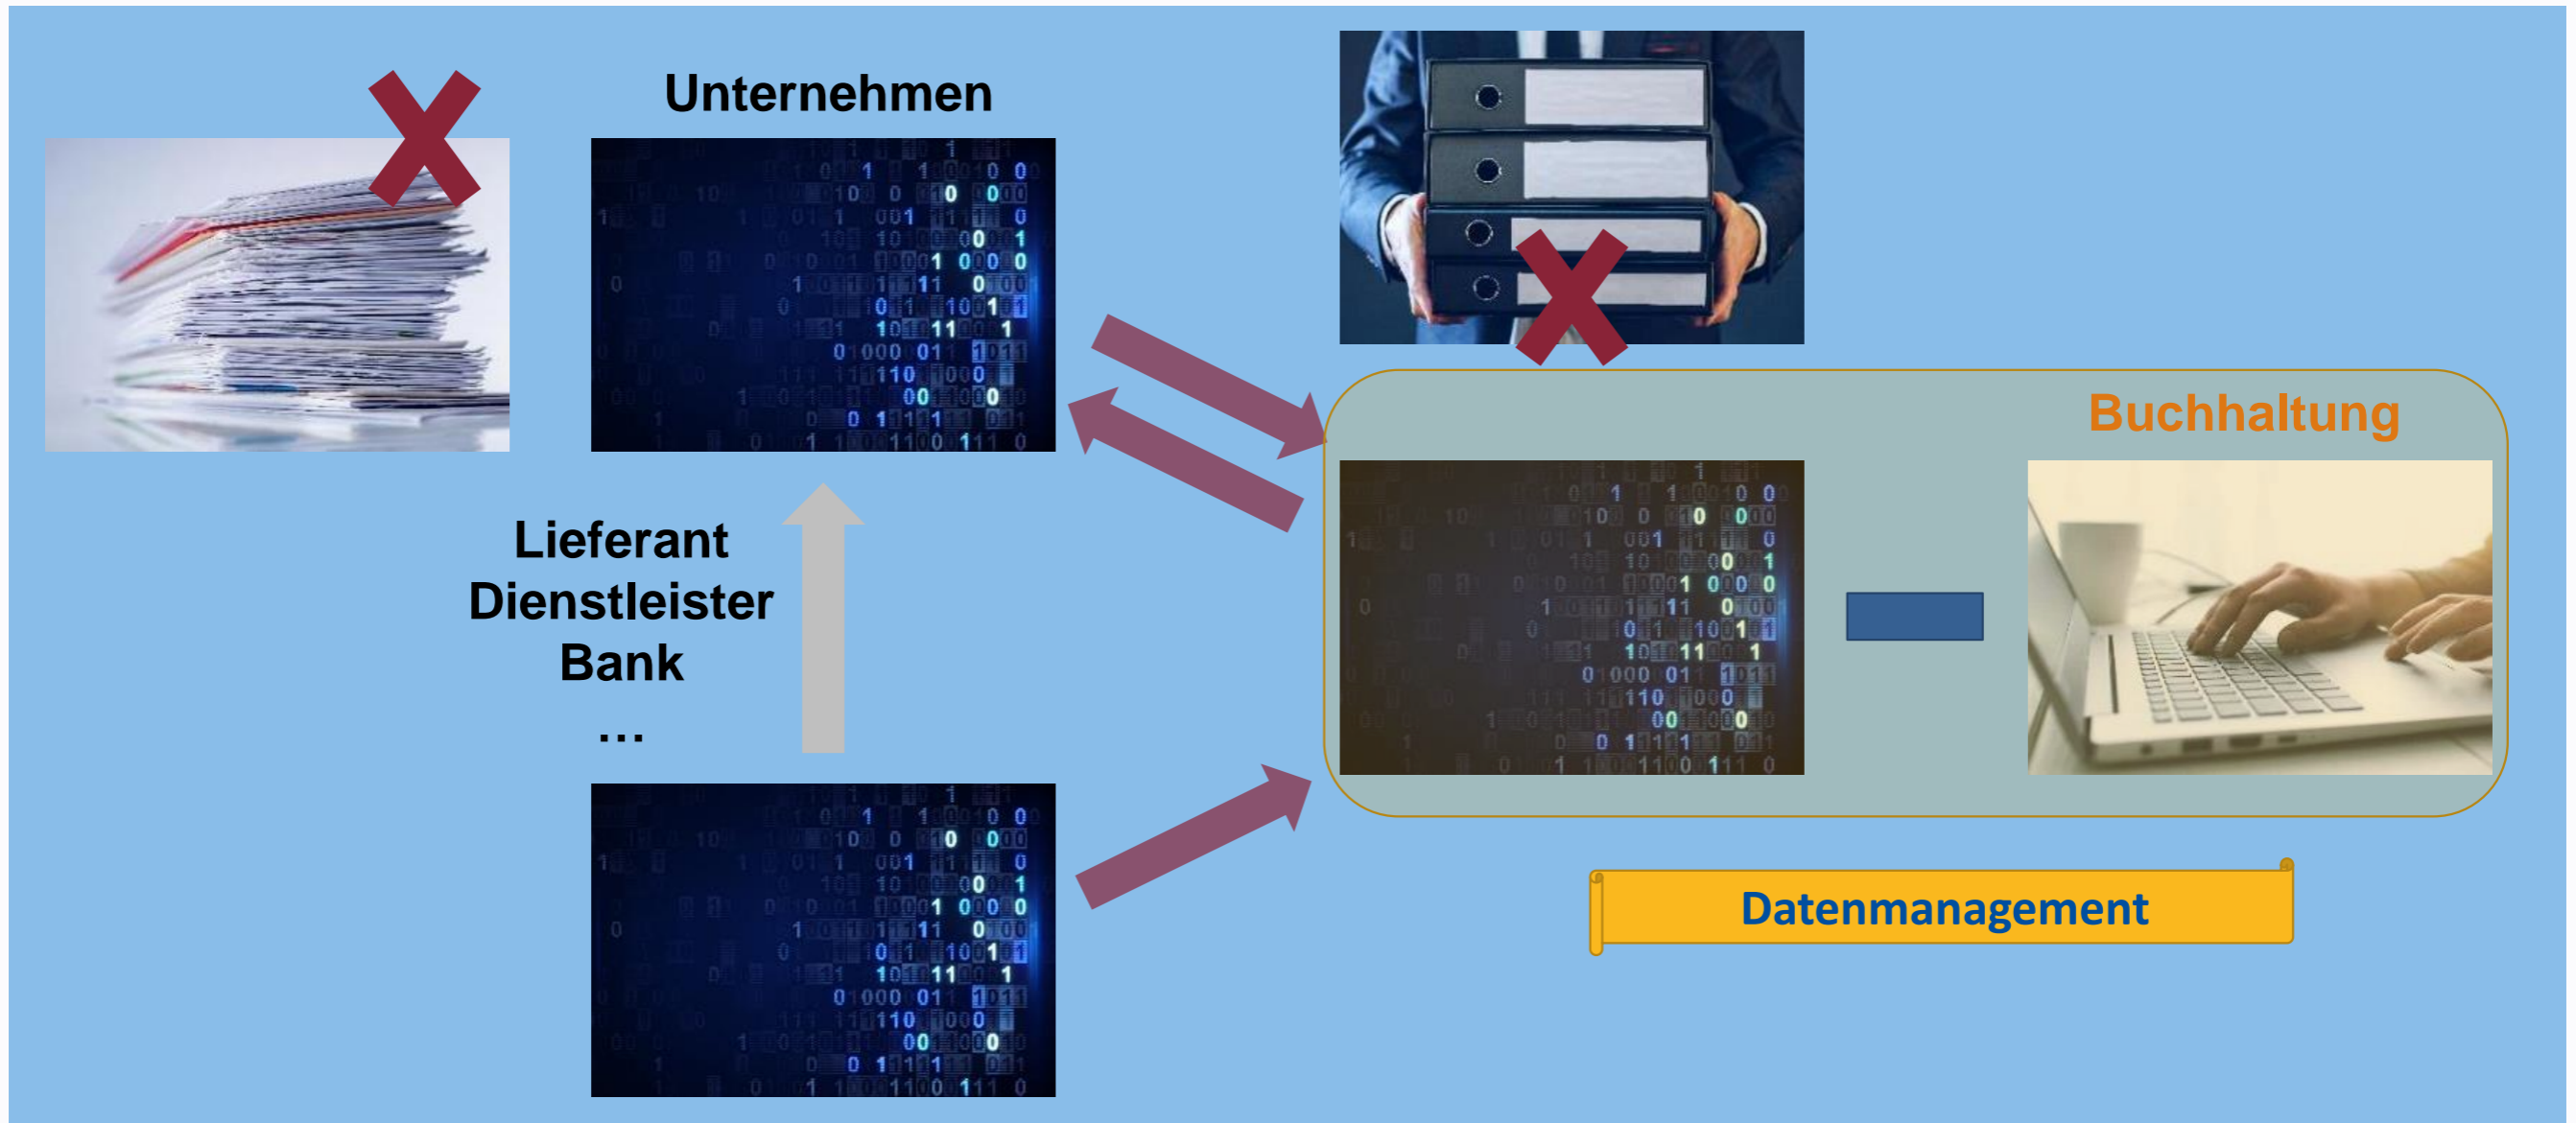 Unternehmen
Buchhaltung
Lieferant
Dienstleister
Bank
...
Datenmanagement